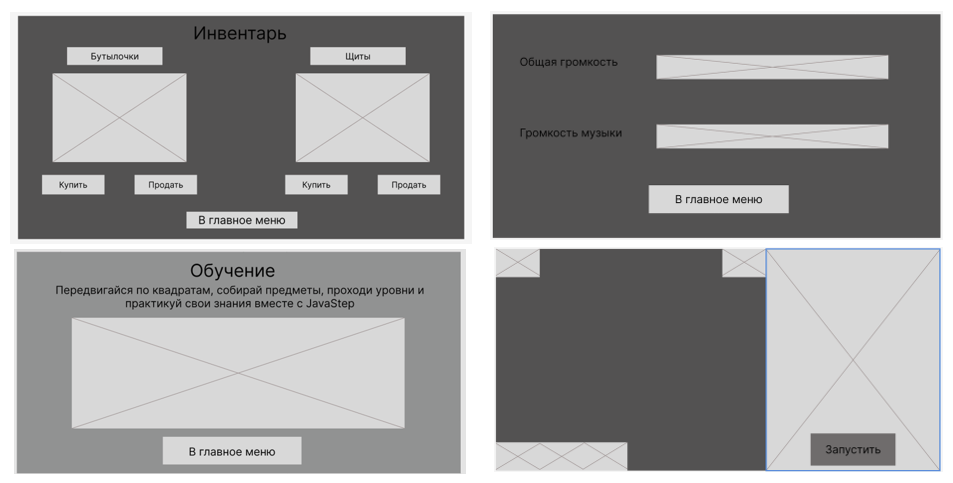 Инвентарь
Бутылочки
Щиты
Купить
Продать
Купить
Продать
В главное меню
Общая громкость
Громкость музыки
В главное меню
Обучение
Передвигайся по квадратам, собирай предметы, проходи уровни и
практикуй свои знания вместе с JavaStep
В главное меню
Запустить